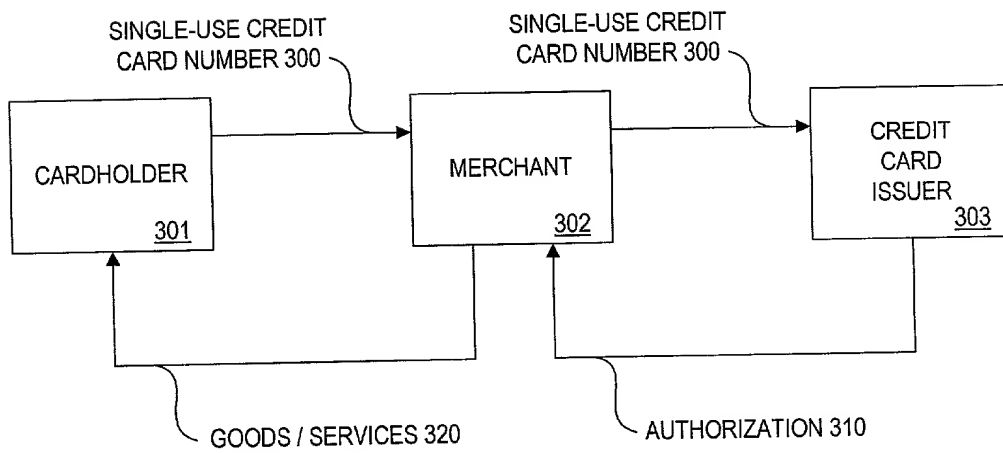 SINGLE-USE CREDIT
CARD NUMBER 300
SINGLE-USE CREDIT
CARD NUMBER 300
CARDHOLDER
301
MERCHANT
302
CREDIT
CARD
ISSUER
303
GOODS / SERVICES 320
AUTHORIZATION 310